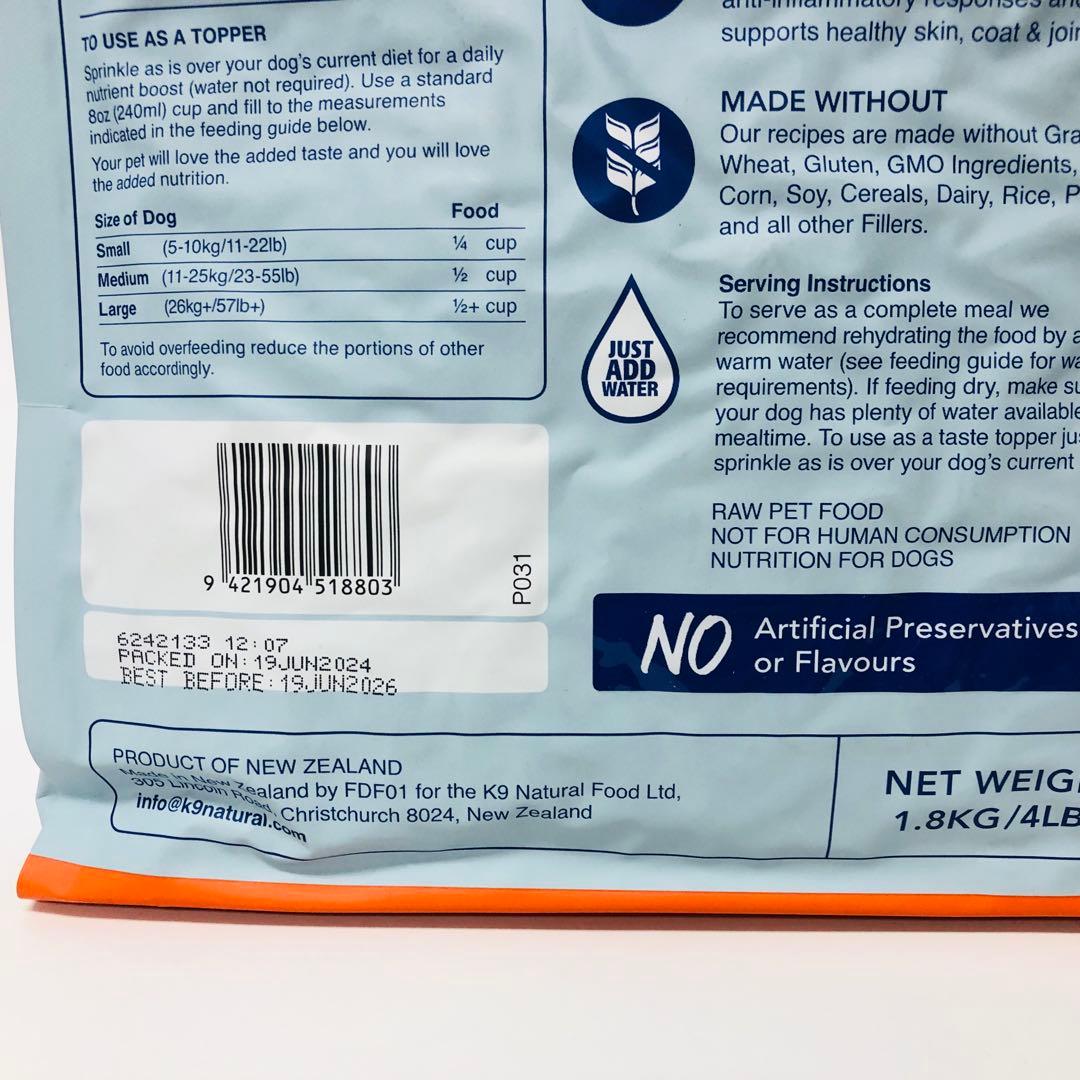 TO USE AS A TOPPER
Sprinkle as is over your dog's current diet for a daily
nutrient boost (water not required). Use a standard
8oz (240ml) cup and fill to the measurements
indicated in the feeding guide below.
Your pet will love the added taste and you will love
the added nutrition.
Size of Dog Food
Small (5-10kg/11-22lb) ¼ cup
Medium (11-25kg/23-55lb) ½ cup
Large (26kg+/57lb+) ½+ cup
To avoid overfeeding reduce the portions of other
food accordingly.
9 421904 518803
P031
6242133 12:07
PACKED ON:19JUN2024
BEST BEFORE:19JUN2026
anti-inflammatory responses
supports healthy skin, coat &
MADE WITHOUT
Our recipes are made without
Wheat, Gluten, GMO Ingredients,
Corn, Soy, Cereals, Dairy, Rice,
and all other Fillers.
JUST
ADD
WATER
Serving Instructions
To serve as a complete meal we
recommend rehydrating the food by
warm water (see feeding guide for
requirements). If feeding dry, make
your dog has plenty of water available
mealtime. To use as a taste topper
sprinkle as is over your dog's current
RAW PET FOOD
NOT FOR HUMAN CONSUMPTION
NUTRITION FOR DOGS
NO Artificial Preservatives
or Flavours
PRODUCT OF NEW ZEALAND
Made in New Zealand by FDF01 for the K9 Natural Food Ltd,
305 Lincoln Road, Christchurch 8024, New Zealand
info@k9natural.com
NET
1.8KG/4LB